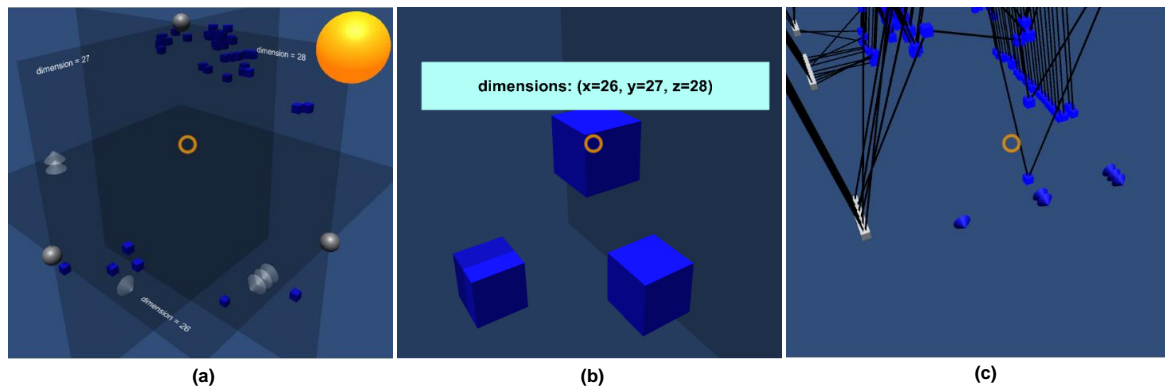 dimension = 27
dimension = 28
dimension = 26
dimensions: (x=26, y=27, z=28)
(a)
(b)
(c)